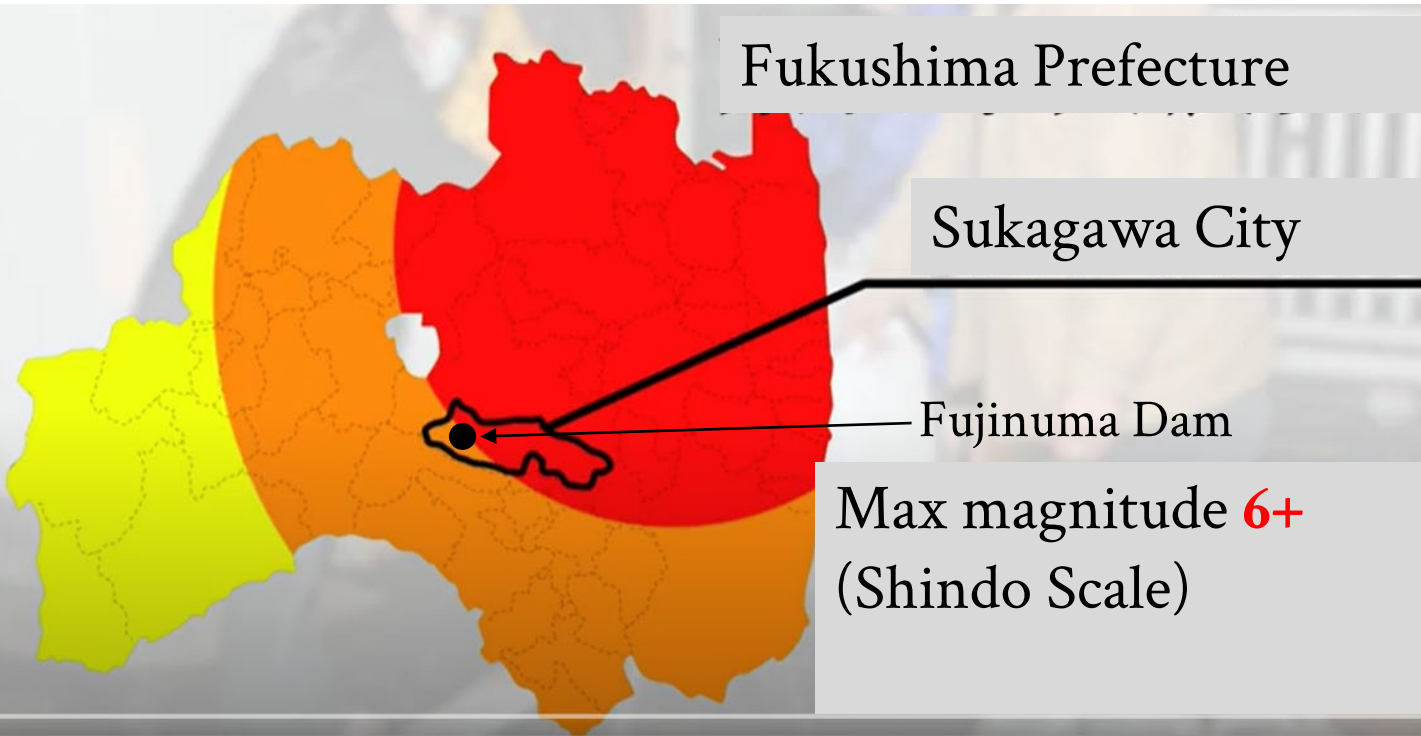 Fukushima Prefecture
Sukagawa City
Fujinuma Dam
Max magnitude 6+
(Shindo Scale)